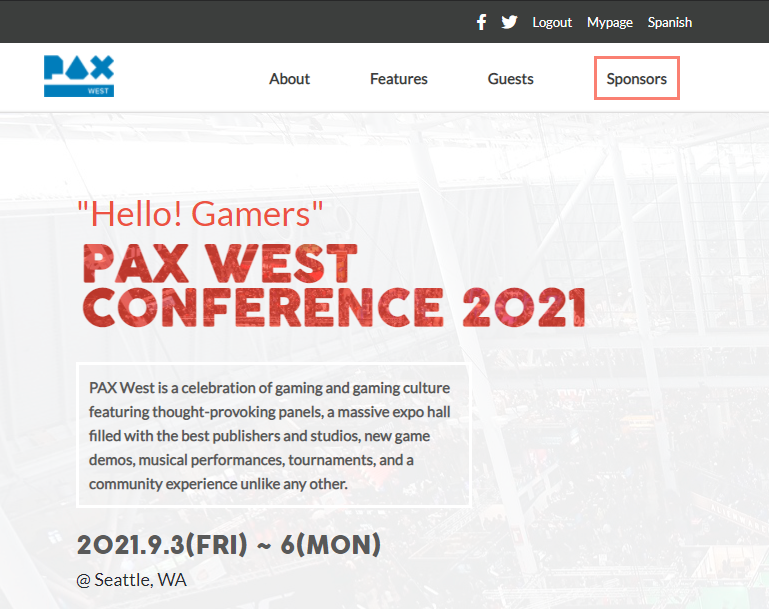 Logout Mypage Spanish
PAX
WEST
About Features Guests Sponsors
"Hello! Gamers"
PAX WEST
CONFERENCE 2021
PAX West is a celebration of gaming and gaming culture
featuring thought-provoking panels, a massive expo hall
filled with the best publishers and studios, new game
demos, musical performances, tournaments, and a
community experience unlike any other.
2021.9.3(FRI) ~ 6(MON)
@ Seattle, WA